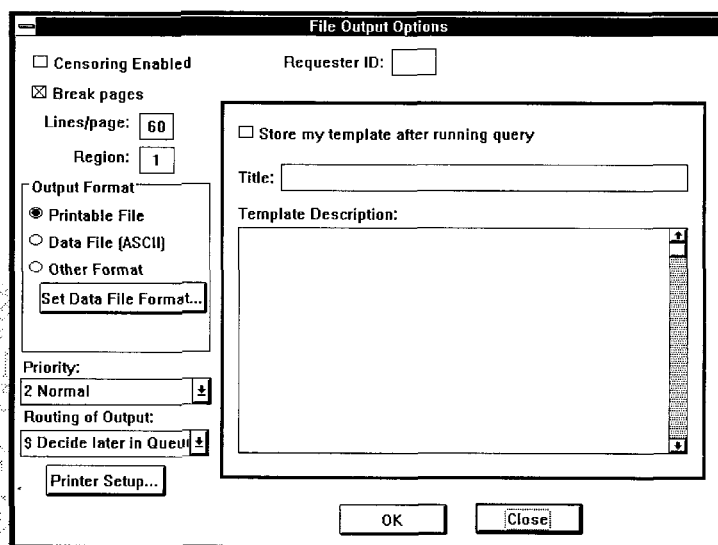 File Output Options
Censoring Enabled
Requester ID:
Break pages
Lines/page: 60
Region: 1
Output Format
Printable File
Data File (ASCII)
Other Format
Set Data File Format...
Priority:
2 Normal
Routing of Output:
$ Decide later in Queu
Printer Setup...
Store my template after running query
Title:
Template Description:
OK
Close